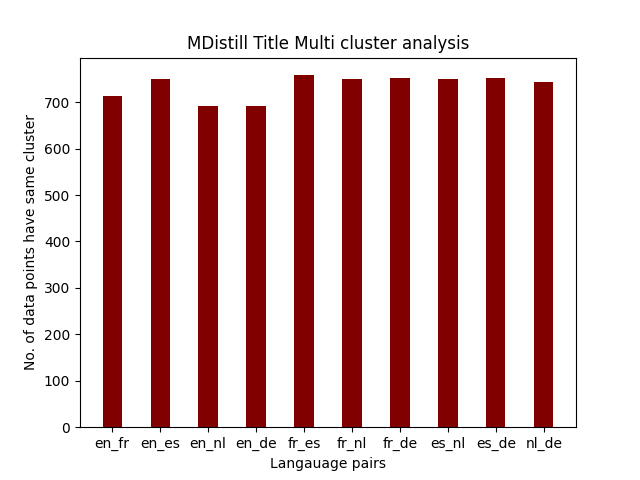 MDistill Title Multi cluster analysis
No. of data points have same cluster
700
600
500
400
300
200
100
0
en_fr en_es en_nl en_de fr_es fr_nl fr_de es_nl es_de nl_de
Langauage pairs